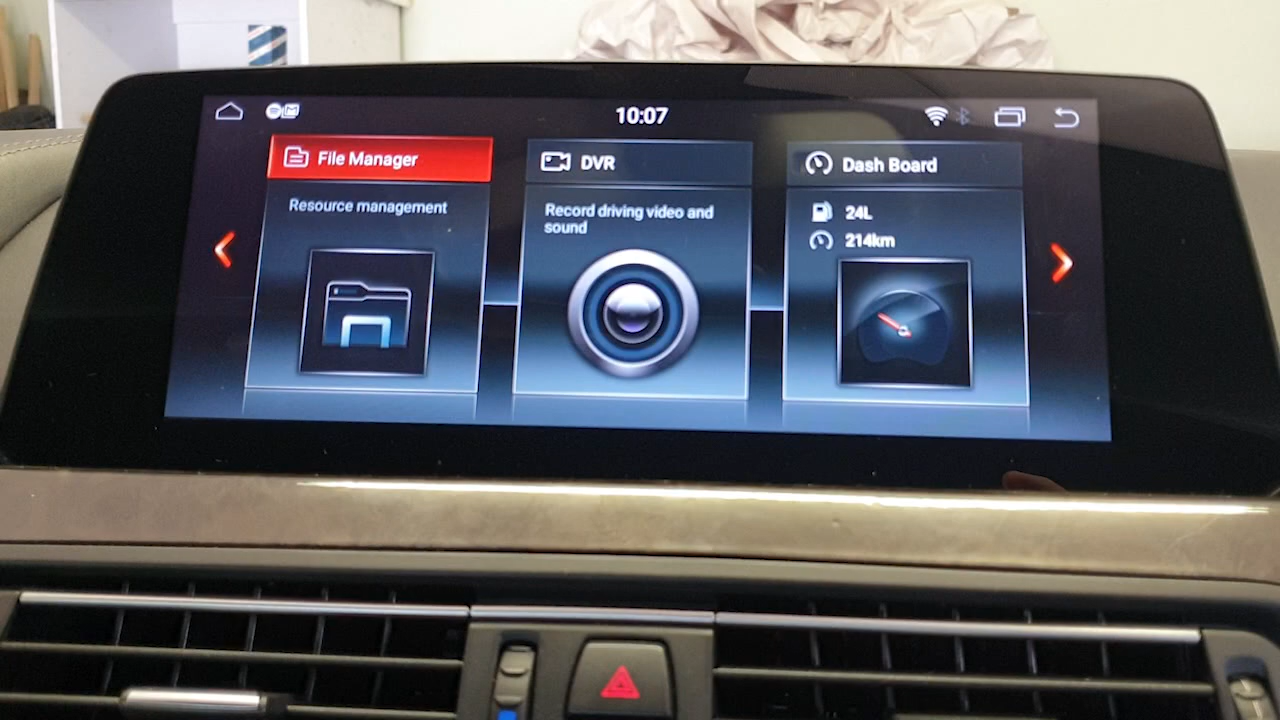 10:07
File Manager
Resource management
DVR
Record driving video and
sound
Dash Board
24L
214km